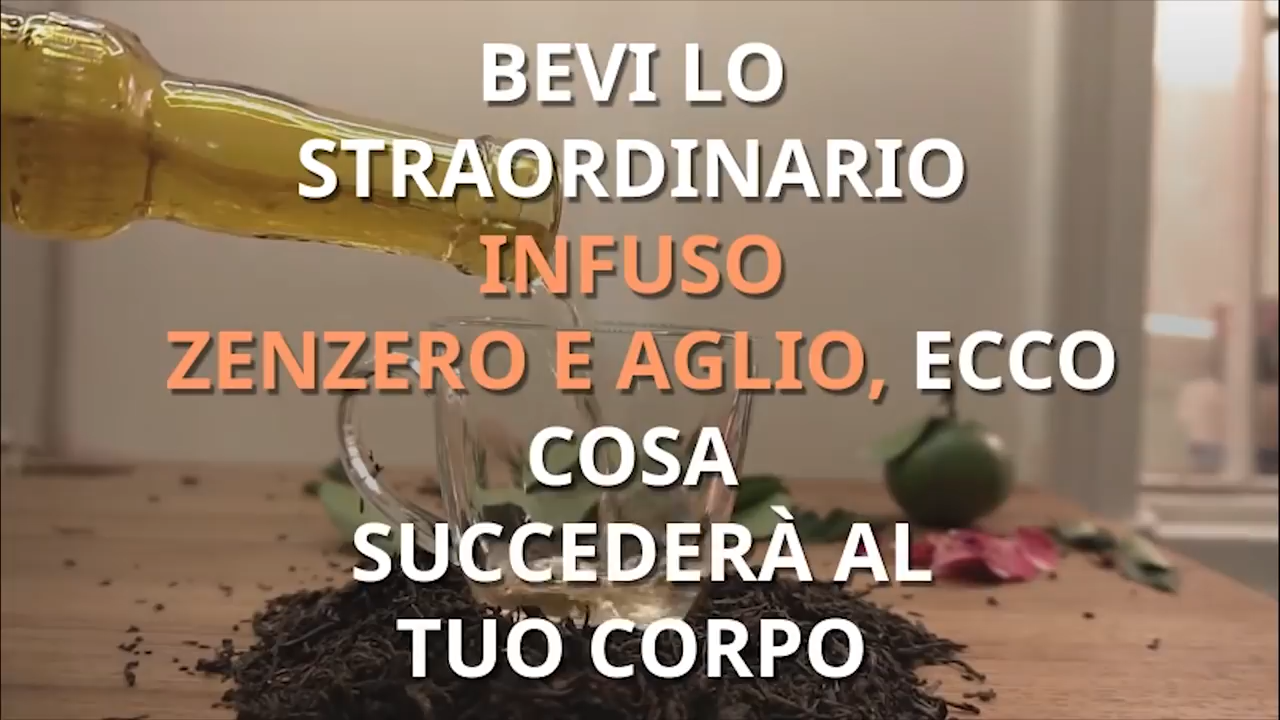 BEVI LO
STRAORDINARIO
INFUSO
ZENZERO E AGLIO, ECCO
COSA
SUCCEDERÀ AL
TUO CORPO